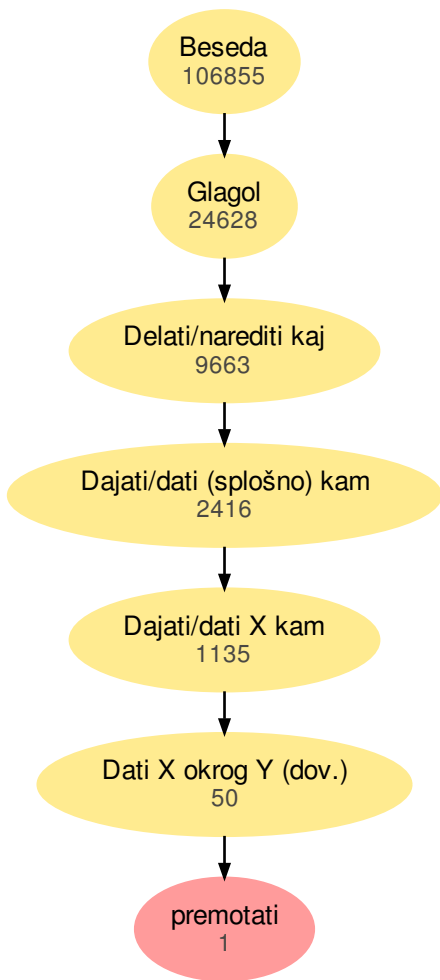 Beseda
106855
Glagol
24628
Delati/narediti kaj
9663
Dajati/dati (splošno) kam
2416
Dajati/dati X kam
1135
Dati X okrog Y (dov.)
50
premotati
1